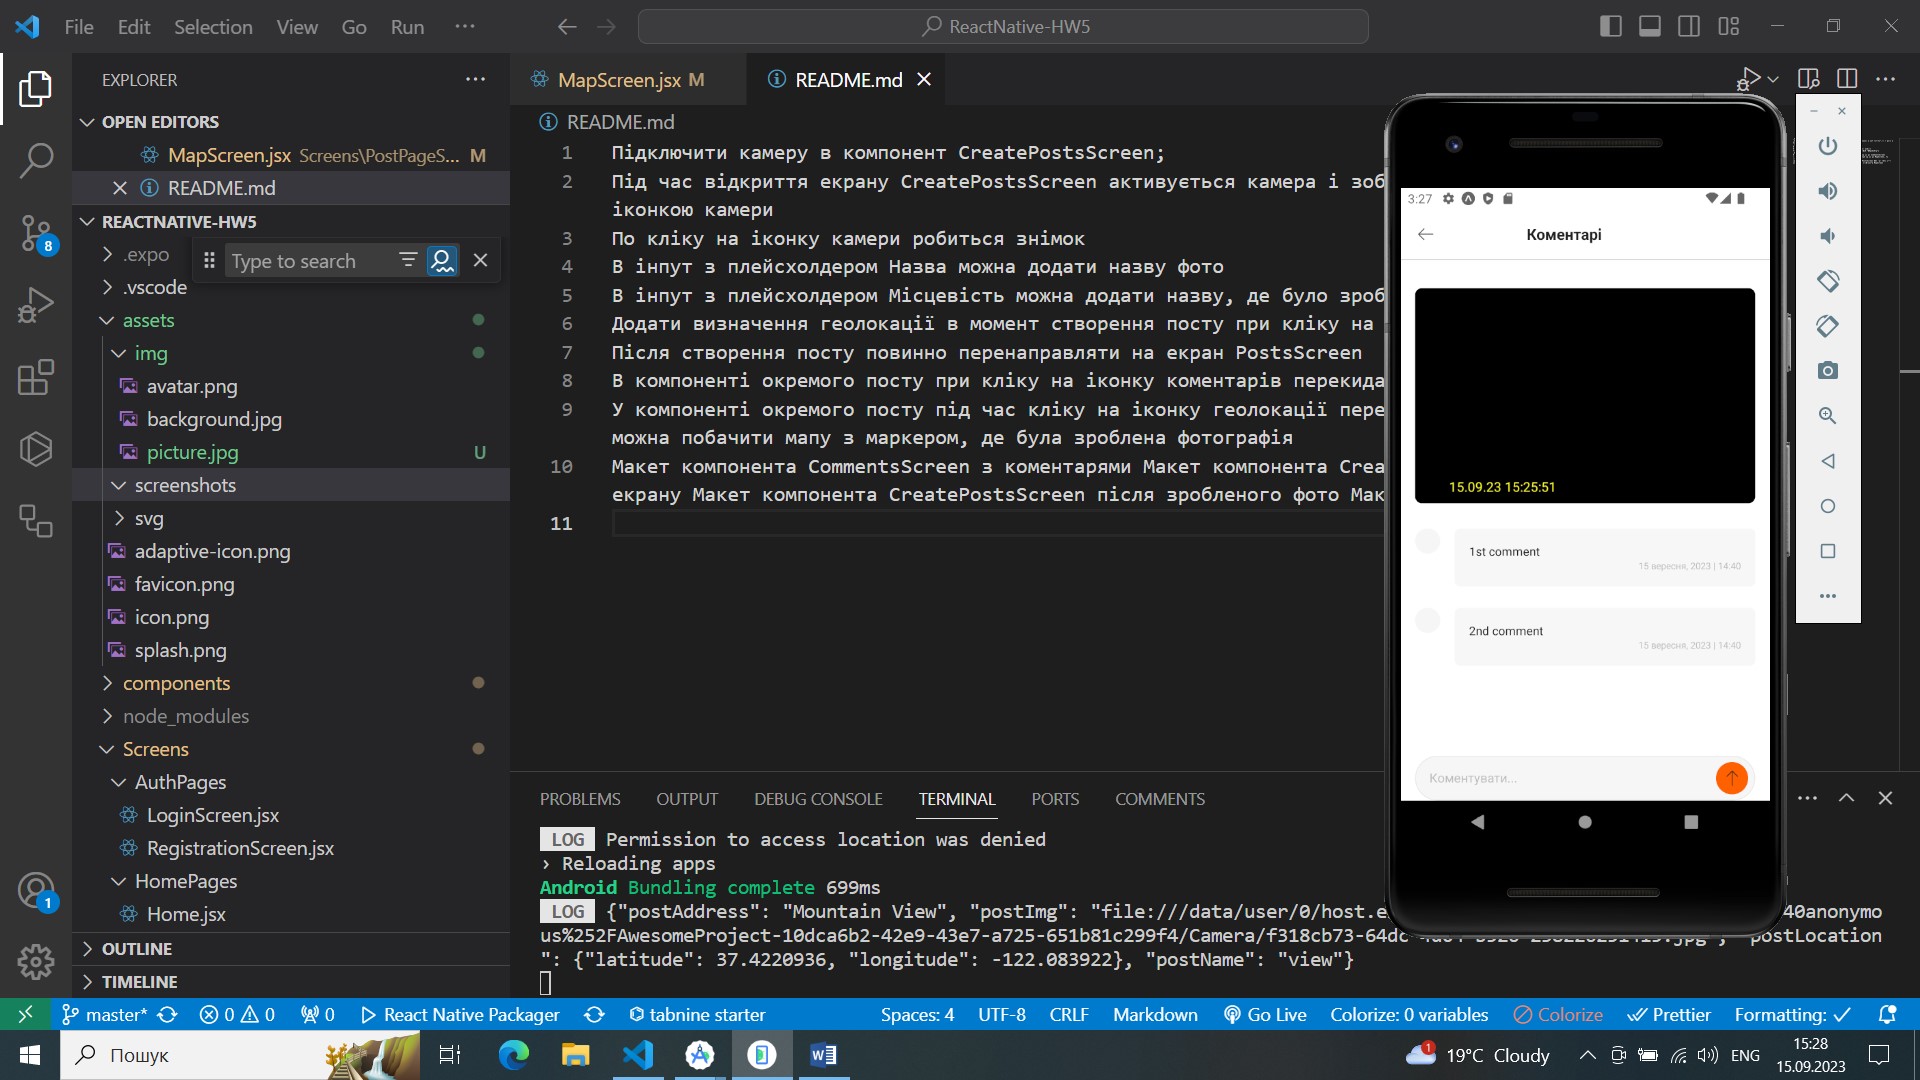 File Edit Selection View Go Run ···
ReactNative-HW5
EXPLORER
OPEN EDITORS
MapScreen.jsx Screens\PostPageS... M
README.md
REACTNATIVE-HW5
.expo
Type to search
.vscode
assets
img
avatar.png
background.jpg
picture.jpg U
screenshots
svg
adaptive-icon.png
favicon.png
icon.png
splash.png
components
node_modules
Screens
AuthPages
LoginScreen.jsx
RegistrationScreen.jsx
HomePages
Home.jsx
OUTLINE
TIMELINE
8
1
MapScreen.jsx M
README.md
README.md
1 Підключити камеру в компонент CreatePostsScreen;
2 Під час відкриття екрану CreatePostsScreen активується камера і зоб
іконкою камери
3 По кліку на іконку камери робиться знімок
4 В інпут з плейсхолдером Назва можна додати назву фото
5 В інпут з плейсхолдером Місцевість можна додати назву, де було зроб
6 Додати визначення геолокації в момент створення посту при кліку на
7 Після створення посту повинно перенаправляти на екран PostsScreen
8 В компоненті окремого посту при кліку на іконку коментарів перекида
9 У компоненті окремого посту під час кліку на іконку геолокації пере
можна побачити мапу з маркером, де була зроблена фотографія
10 Макет компонента CommentsScreen з коментарями Макет компонента Crea
екрану Макет компонента CreatePostsScreen після зробленого фото Мак
11
3:27
Коментарі
15.09.23 15:25:51
1st comment
15 вересня, 2023 | 14:40
2nd comment
15 вересня, 2023 | 14:40
Коментувати...
PROBLEMS OUTPUT DEBUG CONSOLE TERMINAL PORTS COMMENTS
LOG Permission to access location was denied
› Reloading apps
Android Bundling complete 699ms
LOG {"postAddress": "Mountain View", "postImg": "file:///data/user/0/host.e 40anonymo
us%252FAwesomeProject-10dca6b2-42e9-43e7-a725-651b81c299f4/Camera/f318cb73-64dc postLocation
": {"latitude": 37.4220936, "longitude": -122.083922}, "postName": "view"}
master* 0 0 0 React Native Packager tabnine starter Spaces: 4 UTF-8 CRLF Markdown Go Live Colorize: 0 variables Colorize Prettier Formatting:
Пошук
1 19°C Cloudy ENG
15:28
15.09.2023